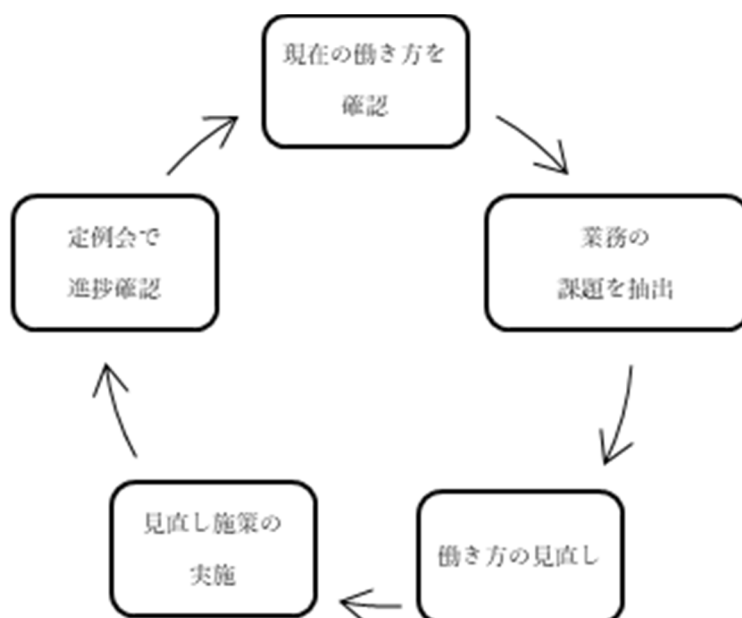 現在の働き方を
確認
業務の
課題を抽出
働き方の見直し
見直し施策の
実施
定例会で
進捗確認